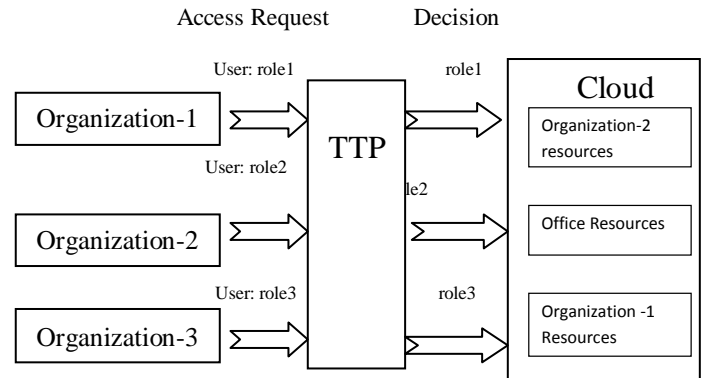 Access Request
Decision
User: role1
role1
Cloud
Organization-1
TTP
Organization-2
resources
User: role2
le2
Organization-2
Office Resources
User: role3
role3
Organization-3
Organization -1
Resources